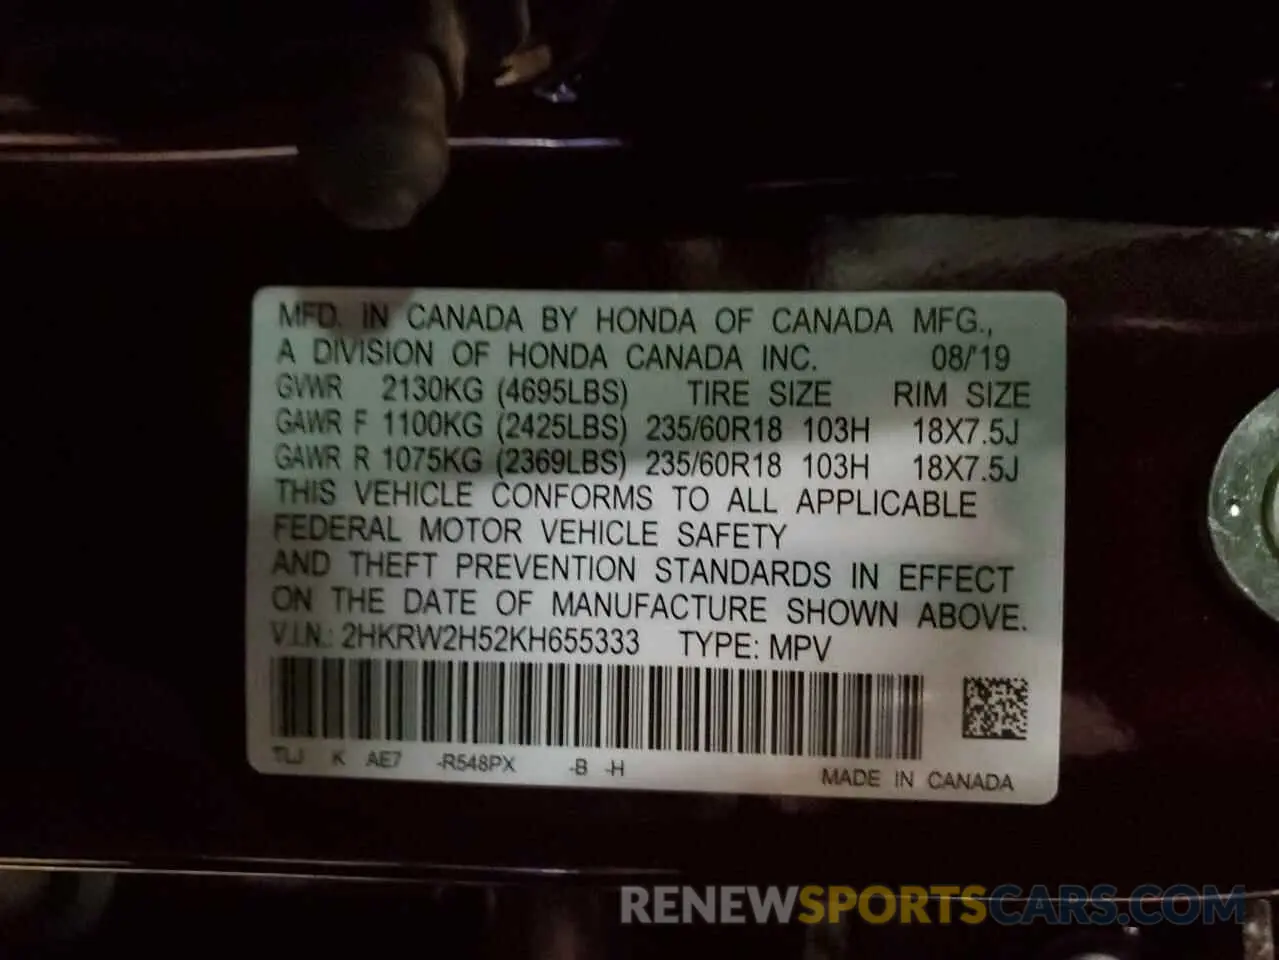 MFD. IN CANADA BY HONDA OF CANADA MFG.,
A DIVISION OF HONDA CANADA INC. 08/'19
GVWR 2130KG (4695LBS) TIRE SIZE RIM SIZE
GAWR F 1100KG (2425LBS) 235/60R18 103H 18X7.5J
GAWR R 1075KG (2369LBS) 235/60R18 103H 18X7.5J
THIS VEHICLE CONFORMS TO ALL APPLICABLE
FEDERAL MOTOR VEHICLE SAFETY
AND THEFT PREVENTION STANDARDS IN EFFECT
ON THE DATE OF MANUFACTURE SHOWN ABOVE.
V.I.N.: 2HKRW2H52KH655333 TYPE: MPV
TLJ K AE7 -R548PX -B -H
MADE IN CANADA
RENEWSPORTSCARS.COM